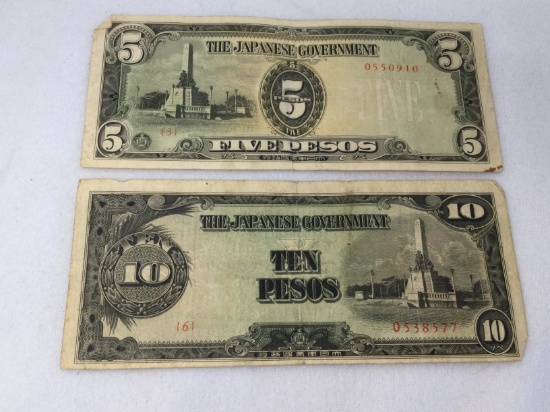 5 THE JAPANESE GOVERNMENT 5
0550910
5 FIVE
{3}
5 FIVE PESOS 5
THE JAPANESE GOVERNMENT 10
10 TEN
PESOS
{6} 0538577 10